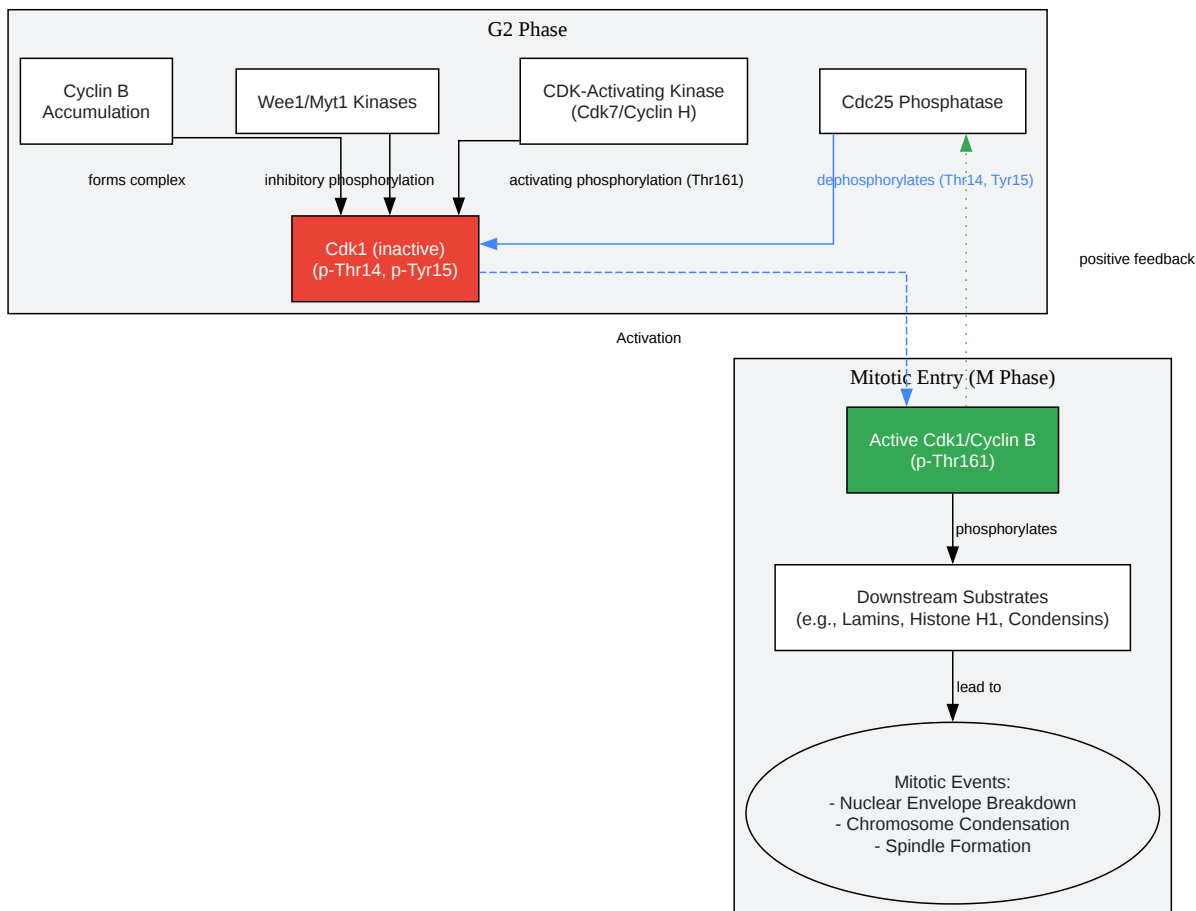 G2 Phase
Cyclin B
Accumulation
Wee1/Myt1 Kinases
CDK-Activating Kinase
(Cdk7/Cyclin H)
Cdc25 Phosphatase
forms complex
inhibitory phosphorylation
activating phosphorylation (Thr161)
dephosphorylates (Thr14, Tyr15)
Cdk1 (inactive)
(p-Thr14, p-Tyr15)
positive feedback
Activation
Mitotic Entry (M Phase)
Active Cdk1/Cyclin B
(p-Thr161)
phosphorylates
Downstream Substrates
(e.g., Lamins, Histone H1, Condensins)
lead to
Mitotic Events:
- Nuclear Envelope Breakdown
- Chromosome Condensation
- Spindle Formation